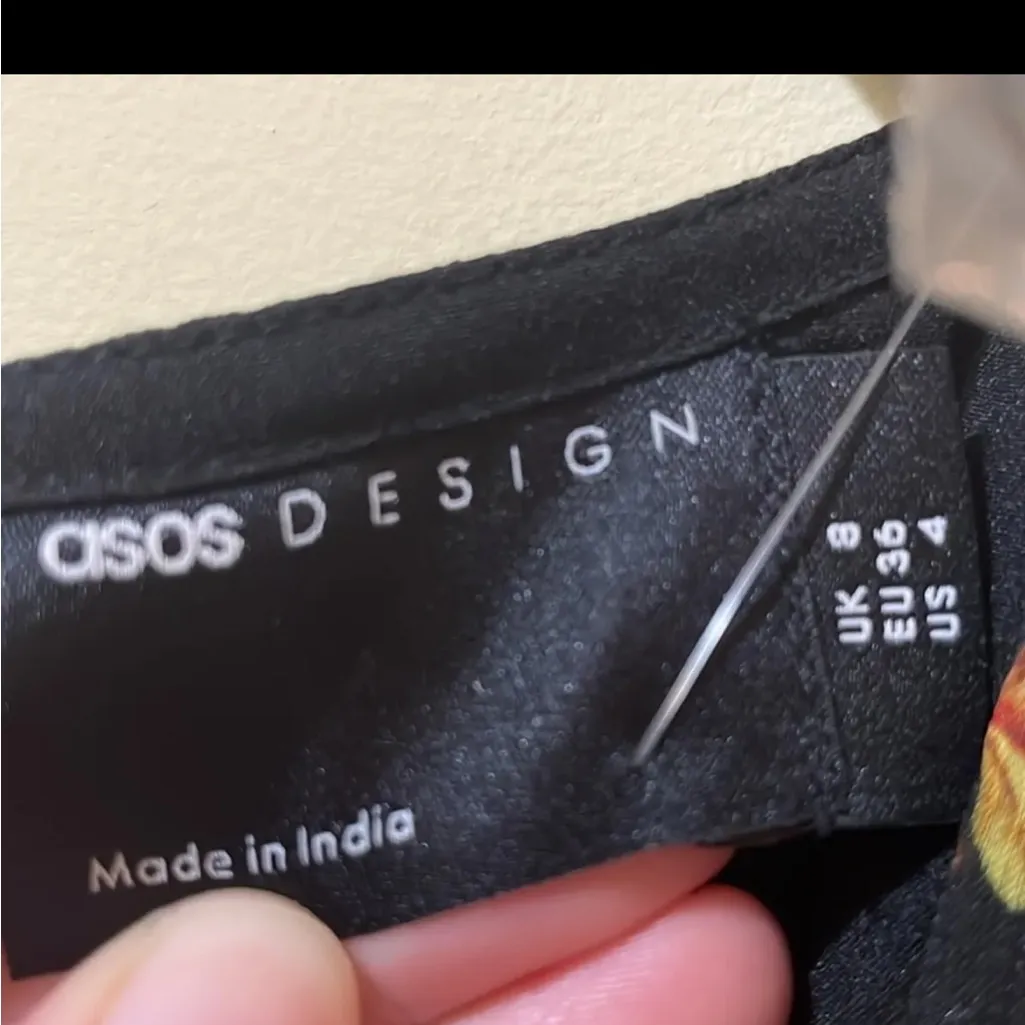 asos DESIGN
Made in India
UK 8
EU 36
US 4